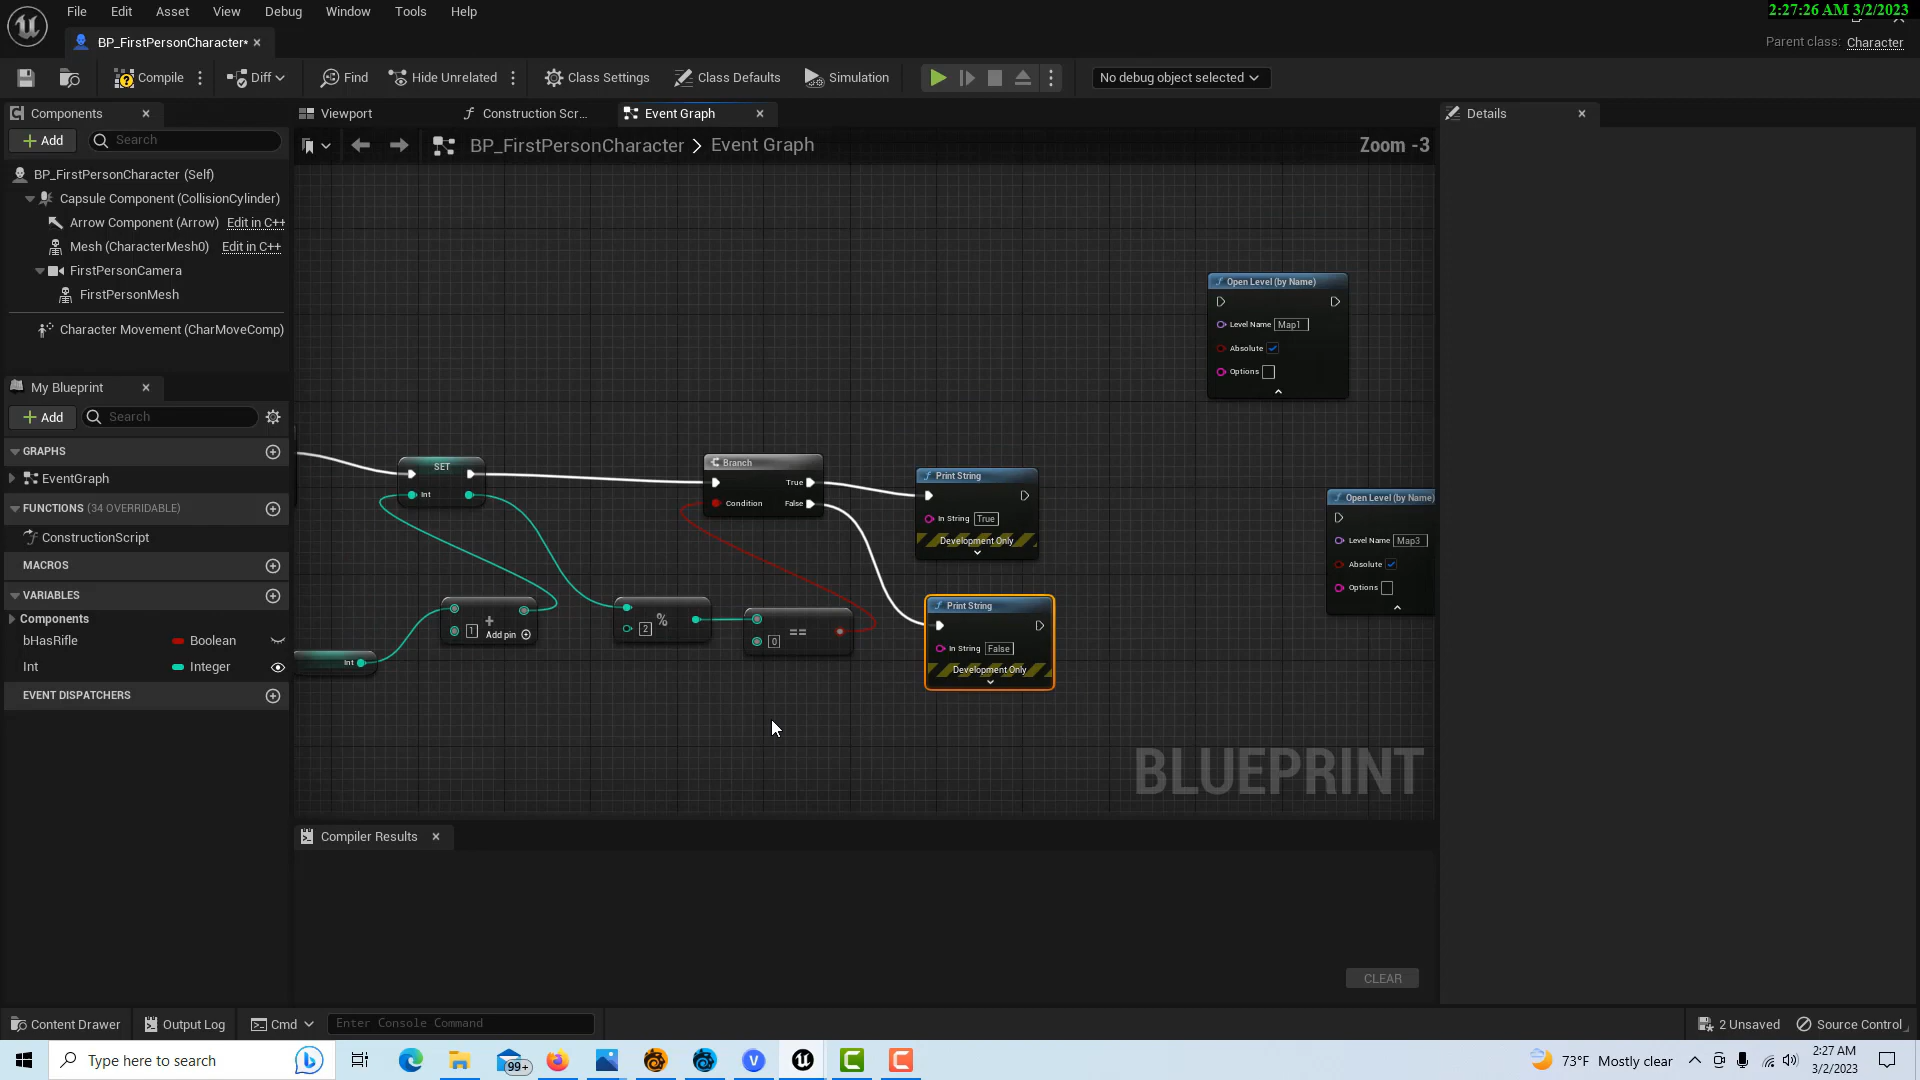 File Edit Asset View Debug Window Tools Help
2:27:26 AM 3/2/2023
BP_FirstPersonCharacter*
Parent class: Character
Compile
Diff
Find
Hide Unrelated
Class Settings
Class Defaults
Simulation
No debug object selected
Components
Add
Search
BP_FirstPersonCharacter (Self)
Capsule Component (CollisionCylinder)
Arrow Component (Arrow) Edit in C++
Mesh (CharacterMesh0) Edit in C++
FirstPersonCamera
FirstPersonMesh
Character Movement (CharMoveComp)
My Blueprint
Add
Search
GRAPHS
EventGraph
FUNCTIONS (34 OVERRIDABLE)
ConstructionScript
MACROS
VARIABLES
Components
bHasRifle Boolean
Int Integer
EVENT DISPATCHERS
Viewport
Construction Scr...
Event Graph
BP_FirstPersonCharacter > Event Graph
Zoom -3
Open Level (by Name)
Level Name Map1
Absolute
Options
SET
Int
Branch
True
Condition False
Print String
In String True
Development Only
Open Level (by Name)
Level Name Map3
Absolute
Options
Int
+
1 Add pin
%
2
==
0
Print String
In String False
Development Only
BLUEPRINT
Compiler Results
CLEAR
Details
Content Drawer
Output Log
Cmd
Enter Console Command
2 Unsaved
Source Control
Type here to search
99+
73°F Mostly clear
2:27 AM
3/2/2023